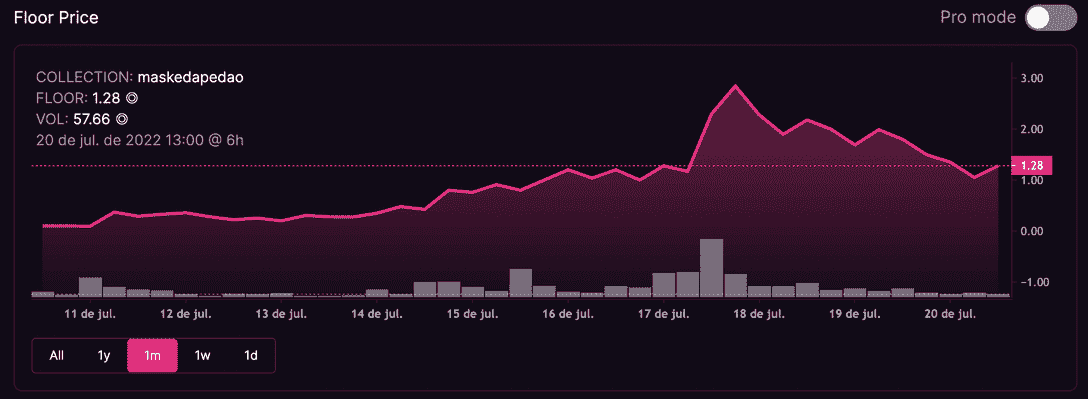 Floor Price
Pro mode
COLLECTION: maskedapedao
FLOOR: 1.28
VOL: 57.66
20 de jul. de 2022 13:00 @ 6h
3.00
2.00
1.28
1.00
0.00
−1.00
11 de jul. 12 de jul. 13 de jul. 14 de jul. 15 de jul. 16 de jul. 17 de jul. 18 de jul. 19 de jul. 20 de jul.
All 1y 1m 1w 1d